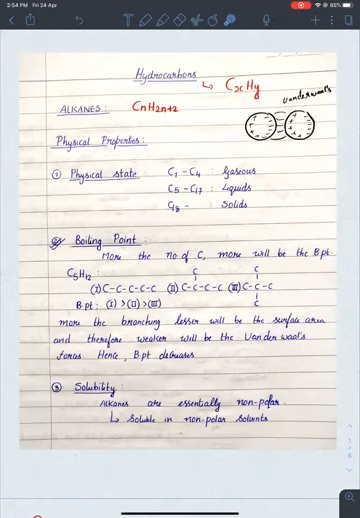 2:54 PM Fri 24 Apr
85%
Hydrocarbons
↳ CxHy
Vanderwaal's
ALKANES: CnH2n+2
Physical Properties:
① Physical state C1 - C4 : Gaseous
C5 - C17 : Liquids
C18 - : Solids
② Boiling Point:
More the no of C, more will be the B.pt.
C5H12:
C C
(I) C-C-C-C-C (II) C-C-C-C (III) C-C-C
C
B.pt: (I) > (II) > (III)
more the branching lesser will be the surface area
and therefore weaker will be the Vander waal's
forces. Hence, B.pt decreases
③ Solubility:
Alkanes are essentially non-polar.
↳ Soluble in non-polar solvents